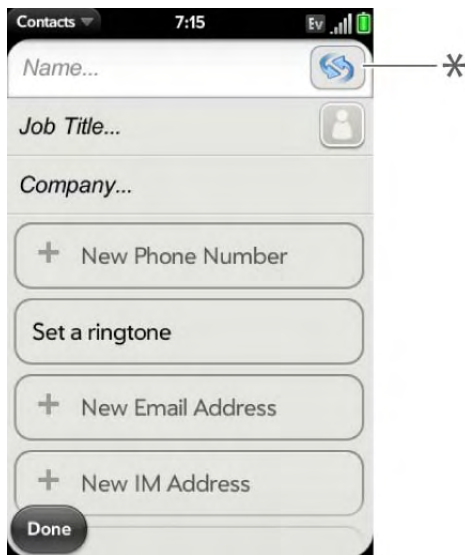 Contacts 7:15 Ev
Name...
Job Title...
Company...
+ New Phone Number
Set a ringtone
+ New Email Address
+ New IM Address
Done